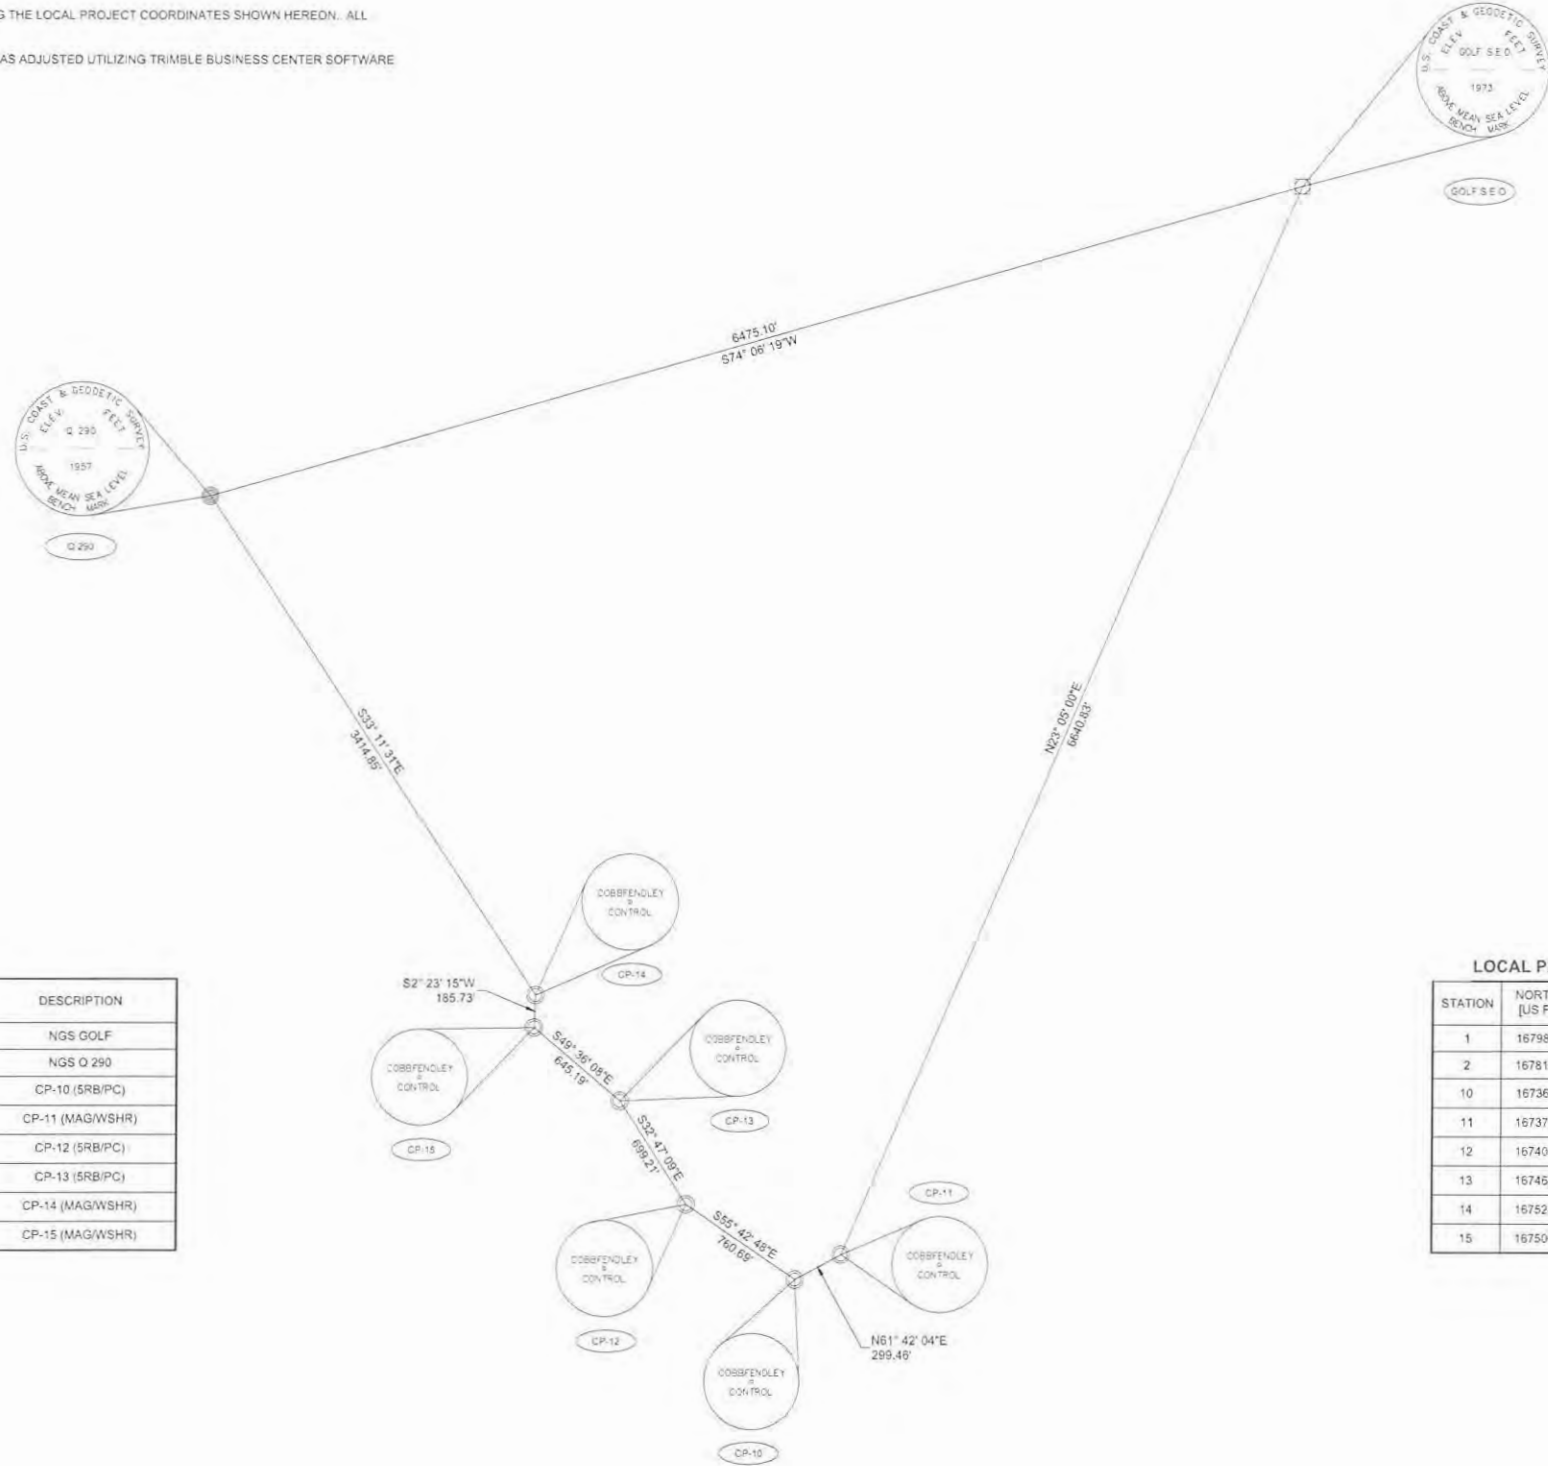 G THE LOCAL PROJECT COORDINATES SHOWN HEREON. ALL
AS ADJUSTED UTILIZING TRIMBLE BUSINESS CENTER SOFTWARE
U.S. COAST & GEODETIC SURVEY
ELEV. FEET
GOLF S E O
1973
ABOVE MEAN SEA LEVEL
BENCH MARK
GOLF S E O
6475.10'
S74° 06' 19"W
U.S. COAST & GEODETIC SURVEY
ELEV. FEET
Q 290
1957
ABOVE MEAN SEA LEVEL
BENCH MARK
Q 290
S33° 11' 31"E
3414.85'
N23° 05' 00"E
6640.83'
COBBFENDLEY
CONTROL
CP-14
S2° 23' 15"W
185.73'
COBBFENDLEY
CONTROL
CP-15
S49° 36' 08"E
645.19'
COBBFENDLEY
CONTROL
CP-13
S32° 47' 09"E
699.21'
COBBFENDLEY
CONTROL
CP-12
S55° 42' 48"E
760.69'
CP-11
COBBFENDLEY
CONTROL
N61° 42' 04"E
299.46'
COBBFENDLEY
CONTROL
CP-10
DESCRIPTION
NGS GOLF
NGS Q 290
CP-10 (5RB/PC)
CP-11 (MAG/WSHR)
CP-12 (5RB/PC)
CP-13 (5RB/PC)
CP-14 (MAG/WSHR)
CP-15 (MAG/WSHR)
LOCAL P
STATION NORT
[US F
1 16798
2 16781
10 16736
11 16737
12 16740
13 16746
14 16752
15 16750